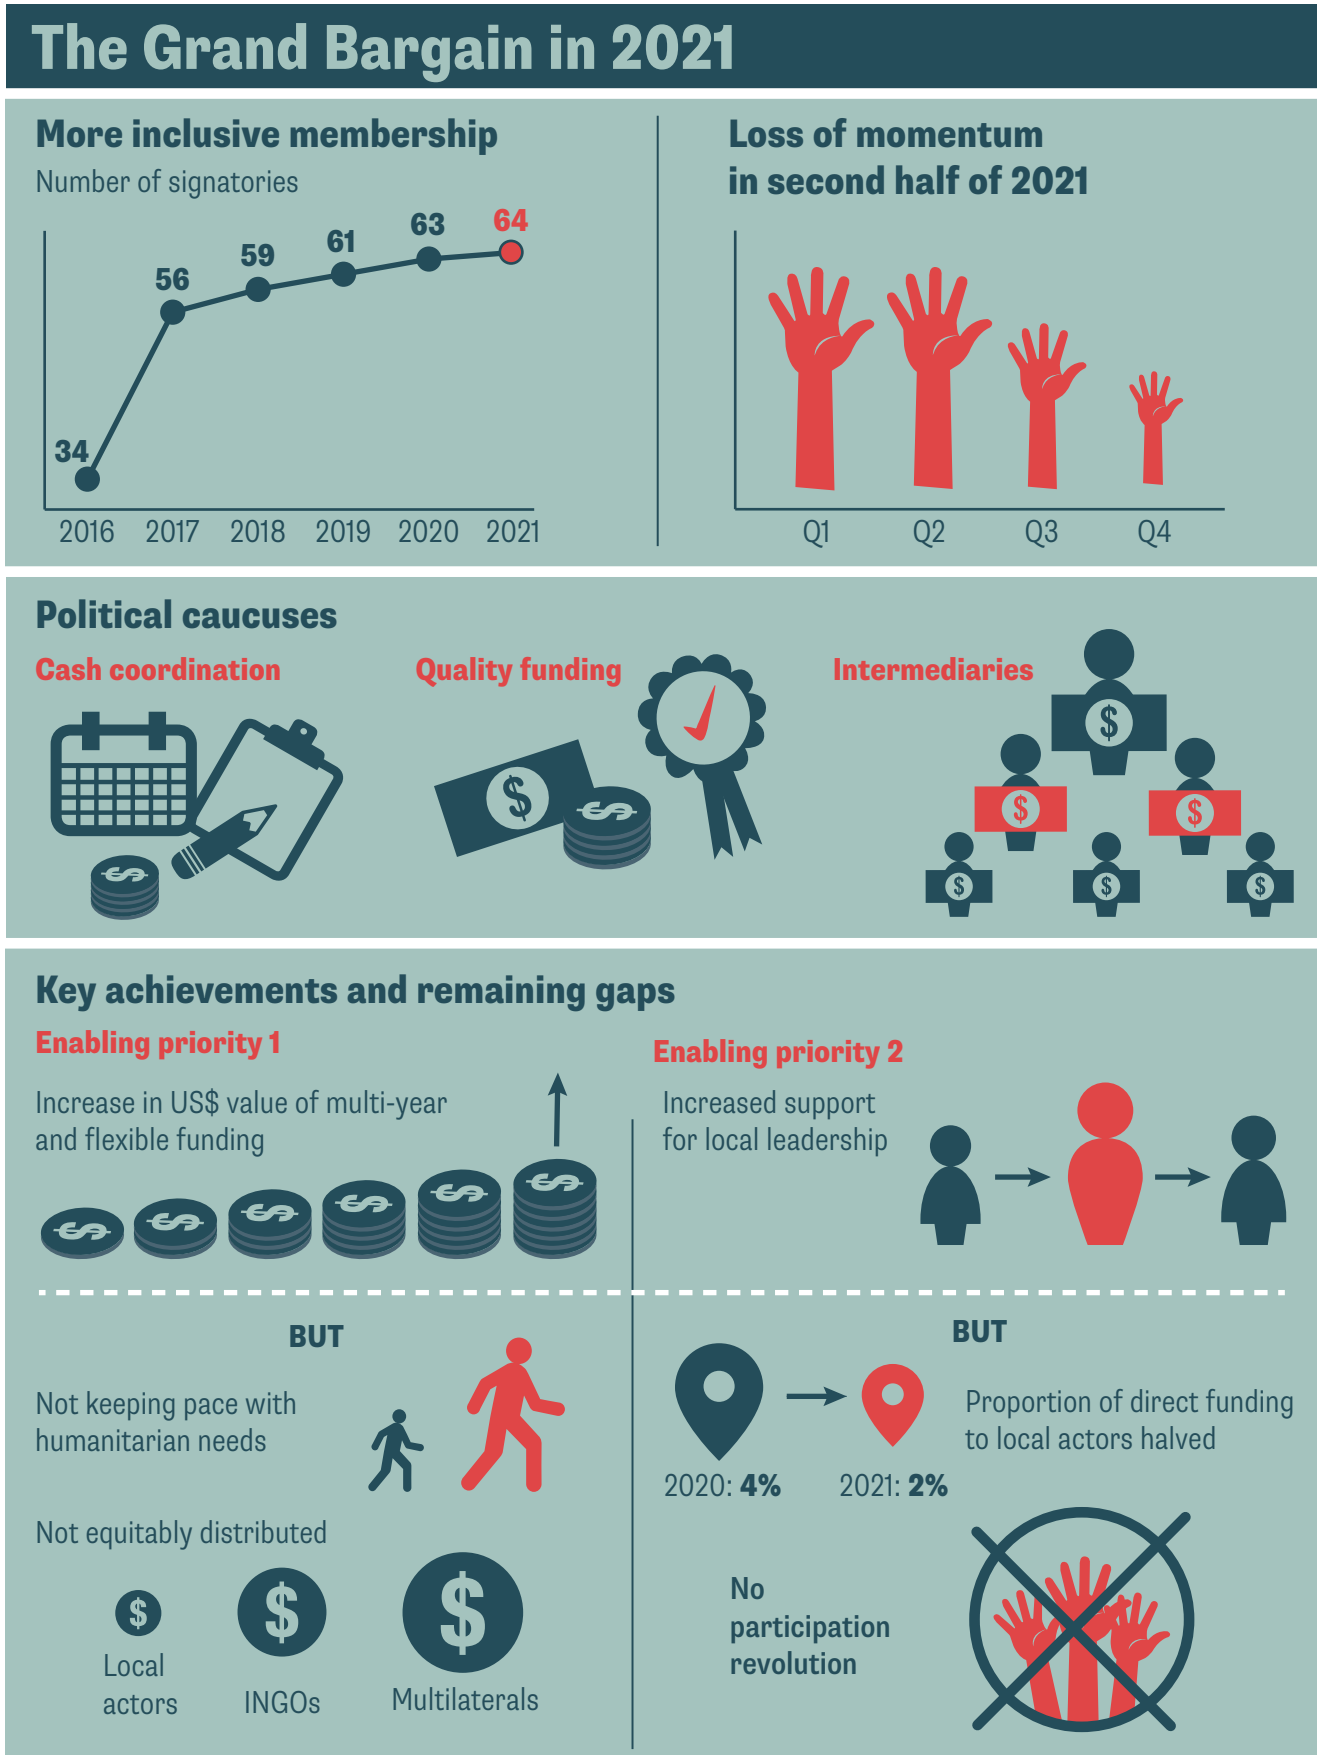 The Grand Bargain in 2021
More inclusive membership
Number of signatories
34
56
59
61
63
64
2016 2017 2018 2019 2020 2021
Loss of momentum
in second half of 2021
Q1 Q2 Q3 Q4
Political caucuses
Cash coordination
$
Quality funding
$
$
Intermediaries
$
$ $
$ $ $
Key achievements and remaining gaps
Enabling priority 1
Increase in US$ value of multi-year
and flexible funding
$ $ $ $ $ $
Enabling priority 2
Increased support
for local leadership
BUT
Not keeping pace with
humanitarian needs
Not equitably distributed
$ $ $
Local
actors
INGOs
Multilaterals
BUT
Proportion of direct funding
to local actors halved
2020: 4% 2021: 2%
No
participation
revolution